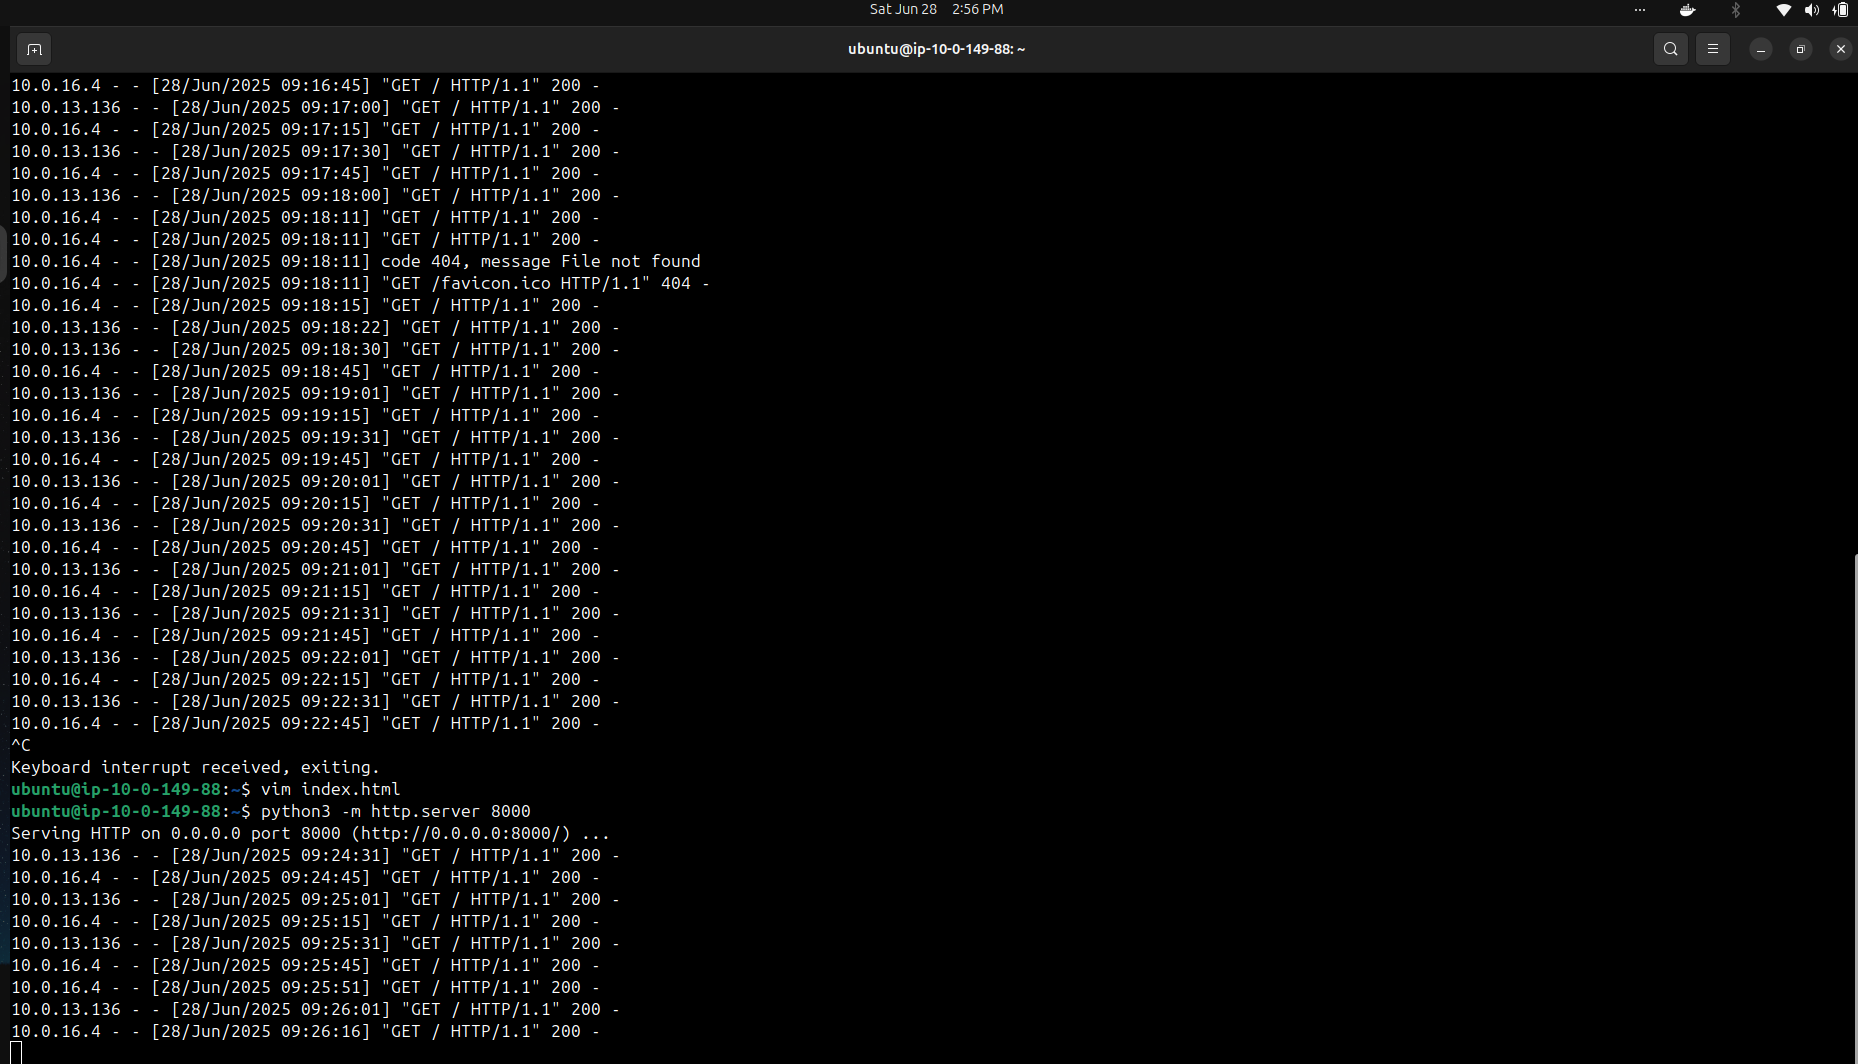 Sat Jun 28 2:56 PM
ubuntu@ip-10-0-149-88: ~
10.0.16.4 - - [28/Jun/2025 09:16:45] "GET / HTTP/1.1" 200 -
10.0.13.136 - - [28/Jun/2025 09:17:00] "GET / HTTP/1.1" 200 -
10.0.16.4 - - [28/Jun/2025 09:17:15] "GET / HTTP/1.1" 200 -
10.0.13.136 - - [28/Jun/2025 09:17:30] "GET / HTTP/1.1" 200 -
10.0.16.4 - - [28/Jun/2025 09:17:45] "GET / HTTP/1.1" 200 -
10.0.13.136 - - [28/Jun/2025 09:18:00] "GET / HTTP/1.1" 200 -
10.0.16.4 - - [28/Jun/2025 09:18:11] "GET / HTTP/1.1" 200 -
10.0.16.4 - - [28/Jun/2025 09:18:11] "GET / HTTP/1.1" 200 -
10.0.16.4 - - [28/Jun/2025 09:18:11] code 404, message File not found
10.0.16.4 - - [28/Jun/2025 09:18:11] "GET /favicon.ico HTTP/1.1" 404 -
10.0.16.4 - - [28/Jun/2025 09:18:15] "GET / HTTP/1.1" 200 -
10.0.13.136 - - [28/Jun/2025 09:18:22] "GET / HTTP/1.1" 200 -
10.0.13.136 - - [28/Jun/2025 09:18:30] "GET / HTTP/1.1" 200 -
10.0.16.4 - - [28/Jun/2025 09:18:45] "GET / HTTP/1.1" 200 -
10.0.13.136 - - [28/Jun/2025 09:19:01] "GET / HTTP/1.1" 200 -
10.0.16.4 - - [28/Jun/2025 09:19:15] "GET / HTTP/1.1" 200 -
10.0.13.136 - - [28/Jun/2025 09:19:31] "GET / HTTP/1.1" 200 -
10.0.16.4 - - [28/Jun/2025 09:19:45] "GET / HTTP/1.1" 200 -
10.0.13.136 - - [28/Jun/2025 09:20:01] "GET / HTTP/1.1" 200 -
10.0.16.4 - - [28/Jun/2025 09:20:15] "GET / HTTP/1.1" 200 -
10.0.13.136 - - [28/Jun/2025 09:20:31] "GET / HTTP/1.1" 200 -
10.0.16.4 - - [28/Jun/2025 09:20:45] "GET / HTTP/1.1" 200 -
10.0.13.136 - - [28/Jun/2025 09:21:01] "GET / HTTP/1.1" 200 -
10.0.16.4 - - [28/Jun/2025 09:21:15] "GET / HTTP/1.1" 200 -
10.0.13.136 - - [28/Jun/2025 09:21:31] "GET / HTTP/1.1" 200 -
10.0.16.4 - - [28/Jun/2025 09:21:45] "GET / HTTP/1.1" 200 -
10.0.13.136 - - [28/Jun/2025 09:22:01] "GET / HTTP/1.1" 200 -
10.0.16.4 - - [28/Jun/2025 09:22:15] "GET / HTTP/1.1" 200 -
10.0.13.136 - - [28/Jun/2025 09:22:31] "GET / HTTP/1.1" 200 -
10.0.16.4 - - [28/Jun/2025 09:22:45] "GET / HTTP/1.1" 200 -
^C
Keyboard interrupt received, exiting.
ubuntu@ip-10-0-149-88:~$ vim index.html
ubuntu@ip-10-0-149-88:~$ python3 -m http.server 8000
Serving HTTP on 0.0.0.0 port 8000 (http://0.0.0.0:8000/) ...
10.0.13.136 - - [28/Jun/2025 09:24:31] "GET / HTTP/1.1" 200 -
10.0.16.4 - - [28/Jun/2025 09:24:45] "GET / HTTP/1.1" 200 -
10.0.13.136 - - [28/Jun/2025 09:25:01] "GET / HTTP/1.1" 200 -
10.0.16.4 - - [28/Jun/2025 09:25:15] "GET / HTTP/1.1" 200 -
10.0.13.136 - - [28/Jun/2025 09:25:31] "GET / HTTP/1.1" 200 -
10.0.16.4 - - [28/Jun/2025 09:25:45] "GET / HTTP/1.1" 200 -
10.0.16.4 - - [28/Jun/2025 09:25:51] "GET / HTTP/1.1" 200 -
10.0.13.136 - - [28/Jun/2025 09:26:01] "GET / HTTP/1.1" 200 -
10.0.16.4 - - [28/Jun/2025 09:26:16] "GET / HTTP/1.1" 200 -